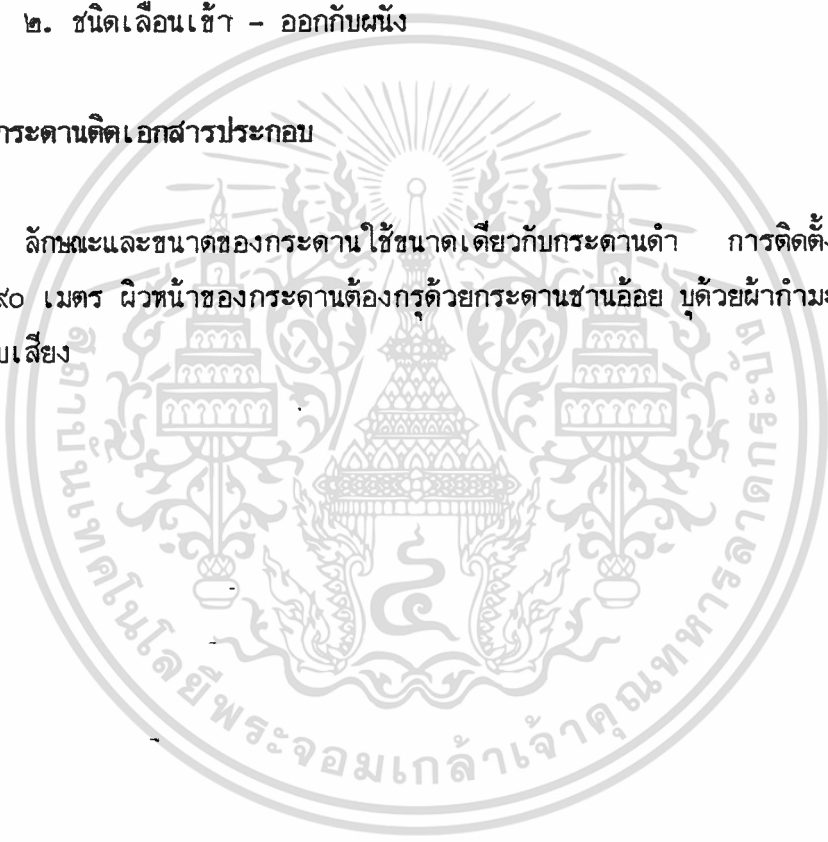 ๒. ชนิดเลื่อนเข้า - ออกกับผนัง
กระดานติดเอกสารประกอบ
ลักษณะและขนาดของกระดานใช้ขนาดเดียวกับกระดานดำ การติดตั้ง
๙๐ เมตร ผิวหน้าของกระดานต้องกรุด้วยกระดานชานอ้อย บุด้วยผ้ากำมะ
บเสียง
สถาบันเทคโนโลยีพระจอมเกล้าเจ้าคุณทหารลาดกระบัง